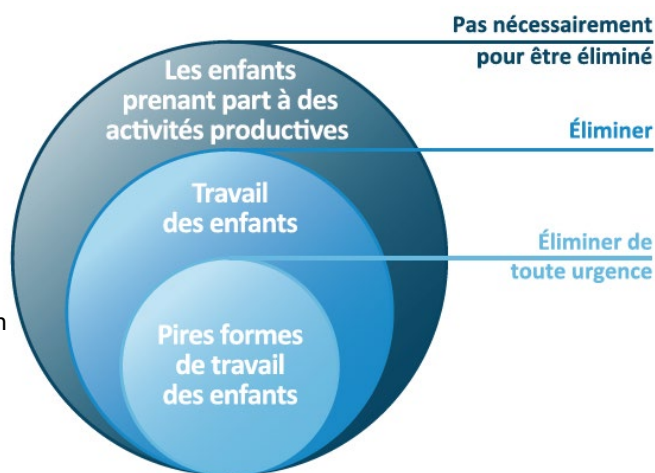 Pas nécessairement
pour être éliminé
Les enfants
prenant part à des
activités productives
Éliminer
Travail
des enfants
Éliminer de
toute urgence
Pires formes
de travail
des enfants
n